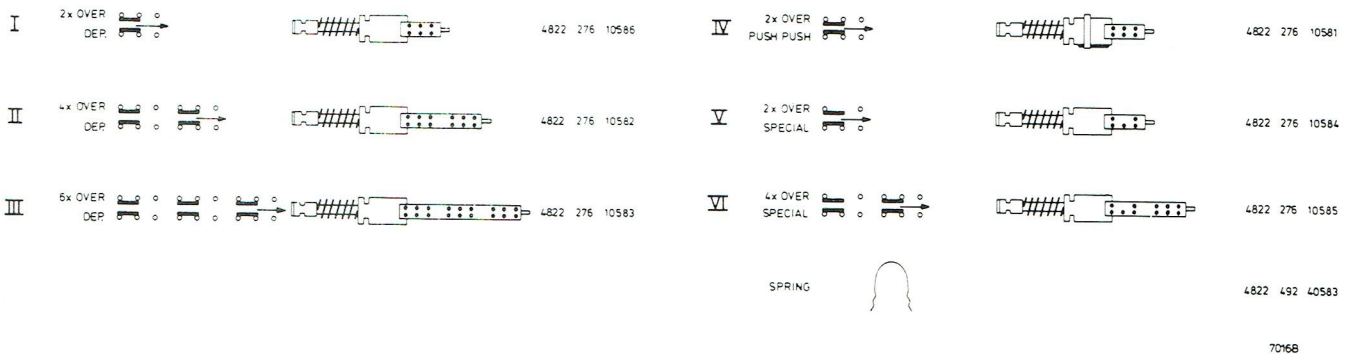 I 2x OVER DEP. 4822 276 10586
II 4x OVER DEP. 4822 276 10582
III 6x OVER DEP. 4822 276 10583
IV 2x OVER PUSH PUSH 4822 276 10581
V 2x OVER SPECIAL 4822 276 10584
VI 4x OVER SPECIAL 4822 276 10585
SPRING 4822 492 40583
70168